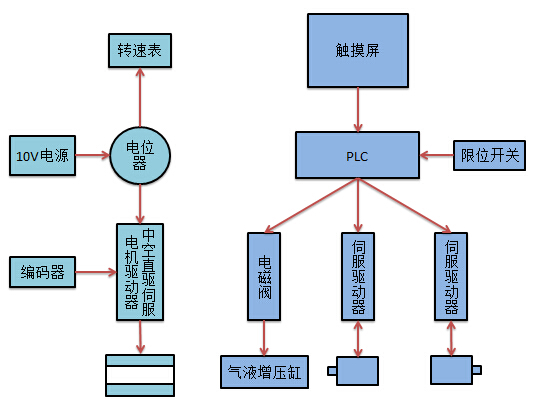 转速表
触摸屏
10V电源
电位器
PLC
限位开关
编码器
中空直驱伺服
电机驱动器
电磁阀
伺服驱动器
伺服驱动器
气液增压缸